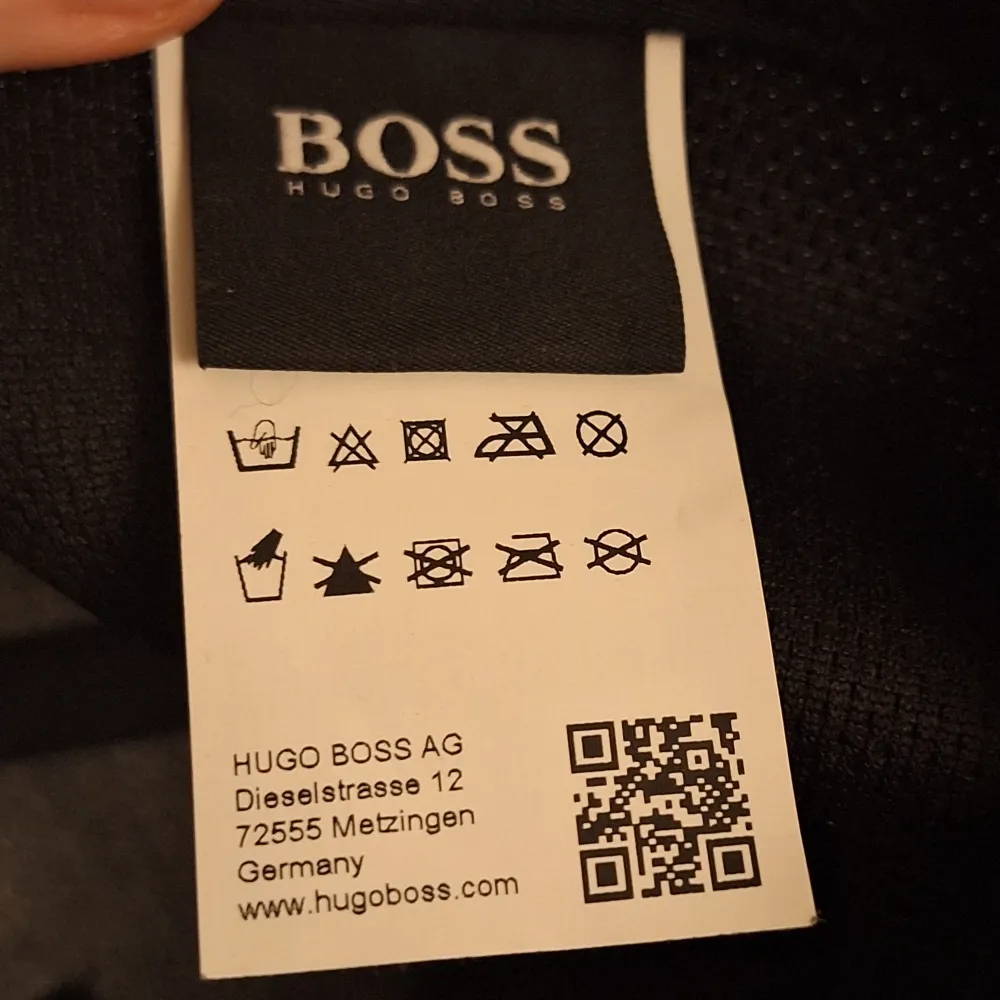 BOSS
HUGO BOSS
HUGO BOSS AG
Dieselstrasse 12
72555 Metzingen
Germany
www.hugoboss.com